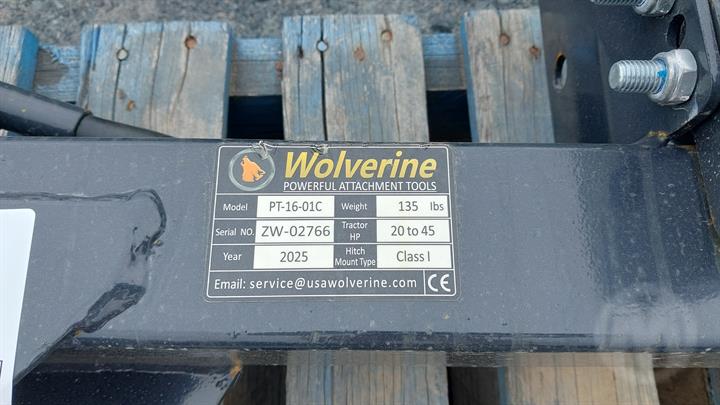 Wolverine
POWERFUL ATTACHMENT TOOLS
Model PT-16-01C Weight 135 lbs
Serial NO. ZW-02766 Tractor HP 20 to 45
Year 2025 Hitch Mount Type Class I
Email: service@usawolverine.com CE